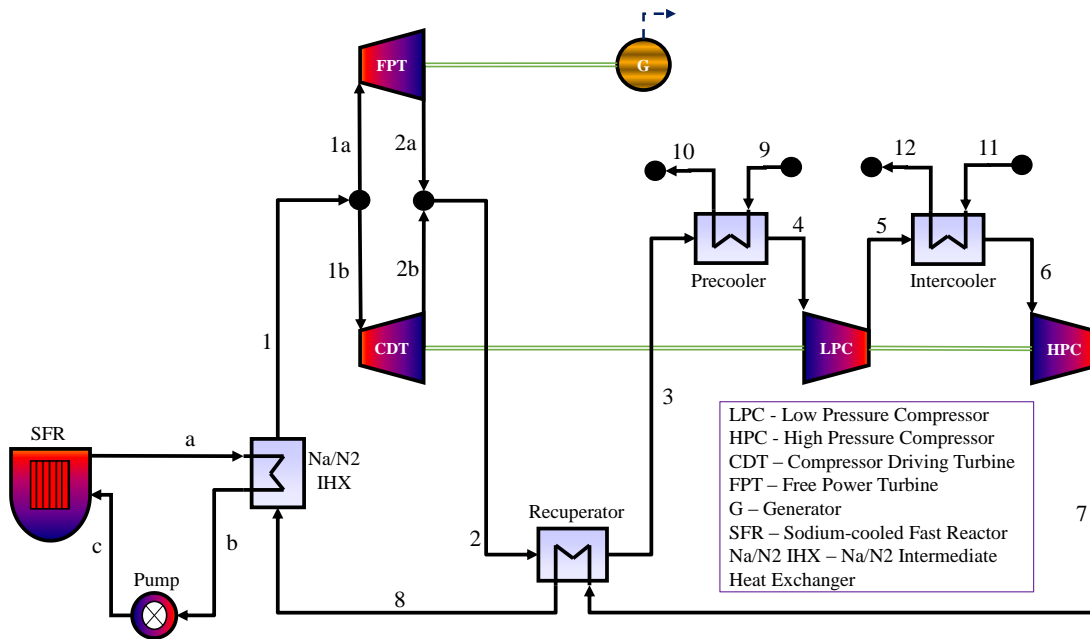 FPT
G
1a
2a
10
9
12
11
1b
2b
4
5
6
Precooler
Intercooler
1
CDT
LPC
HPC
3
SFR
a
Na/N2
IHX
LPC - Low Pressure Compressor
HPC - High Pressure Compressor
CDT – Compressor Driving Turbine
FPT – Free Power Turbine
G – Generator
SFR – Sodium-cooled Fast Reactor
Na/N2 IHX – Na/N2 Intermediate
Heat Exchanger
7
Recuperator
2
c
b
Pump
8